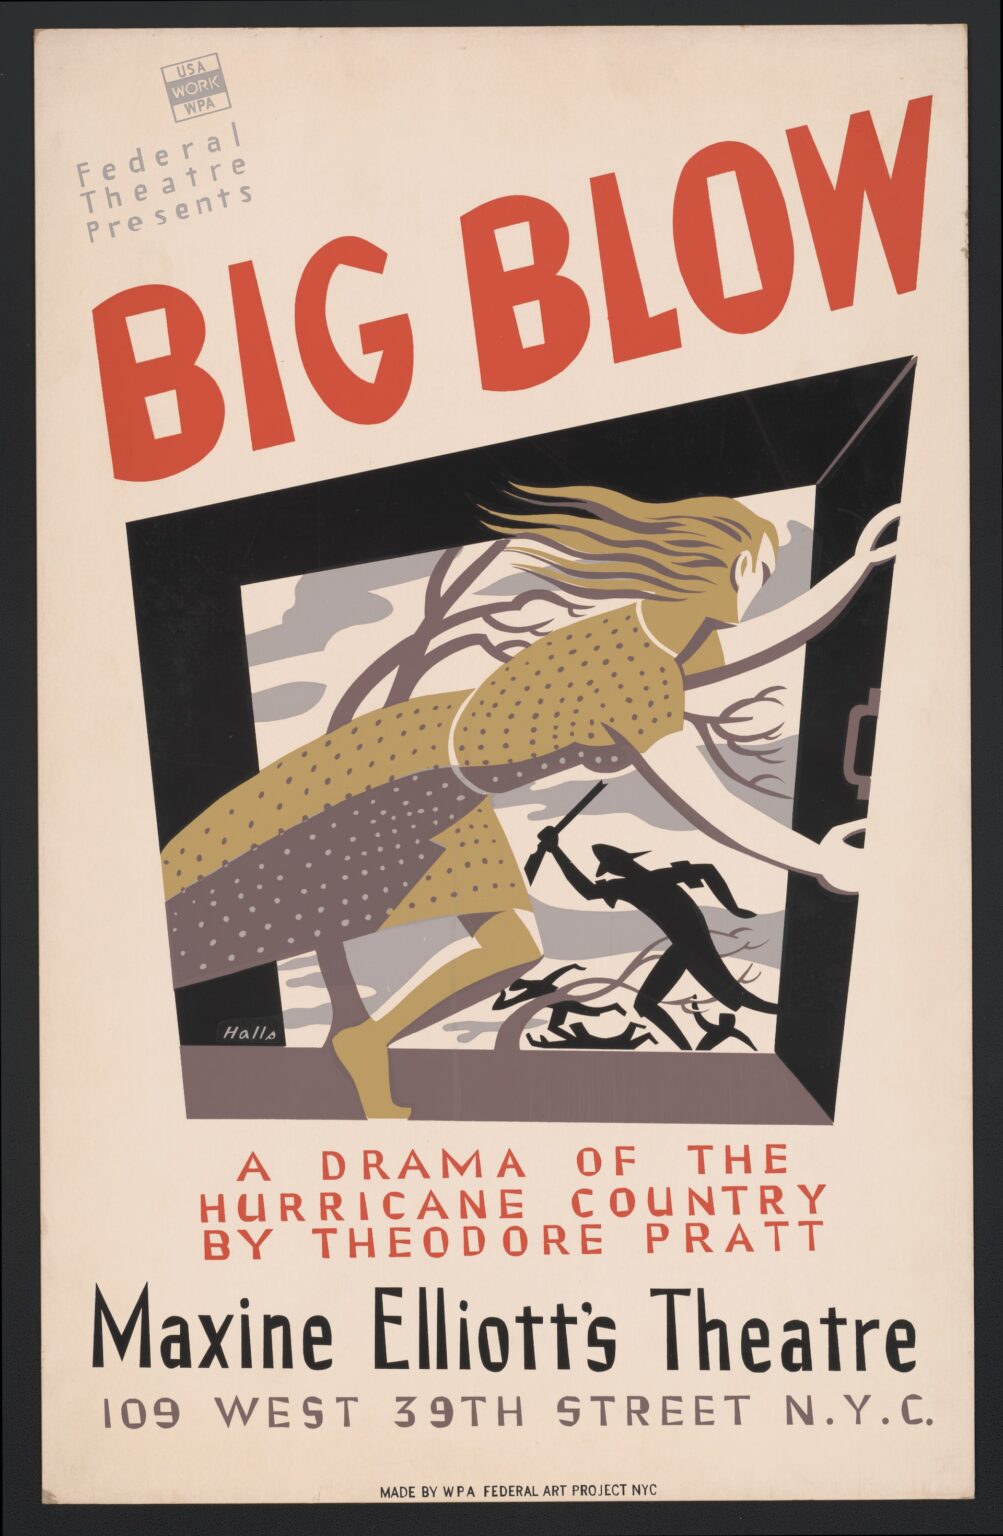 USA
WORK
WPA
Federal
Theatre
Presents
BIG BLOW
Halls
A DRAMA OF THE
HURRICANE COUNTRY
BY THEODORE PRATT
Maxine Elliott's Theatre
109 WEST 39TH STREET N.Y.C.
MADE BY WPA FEDERAL ART PROJECT NYC